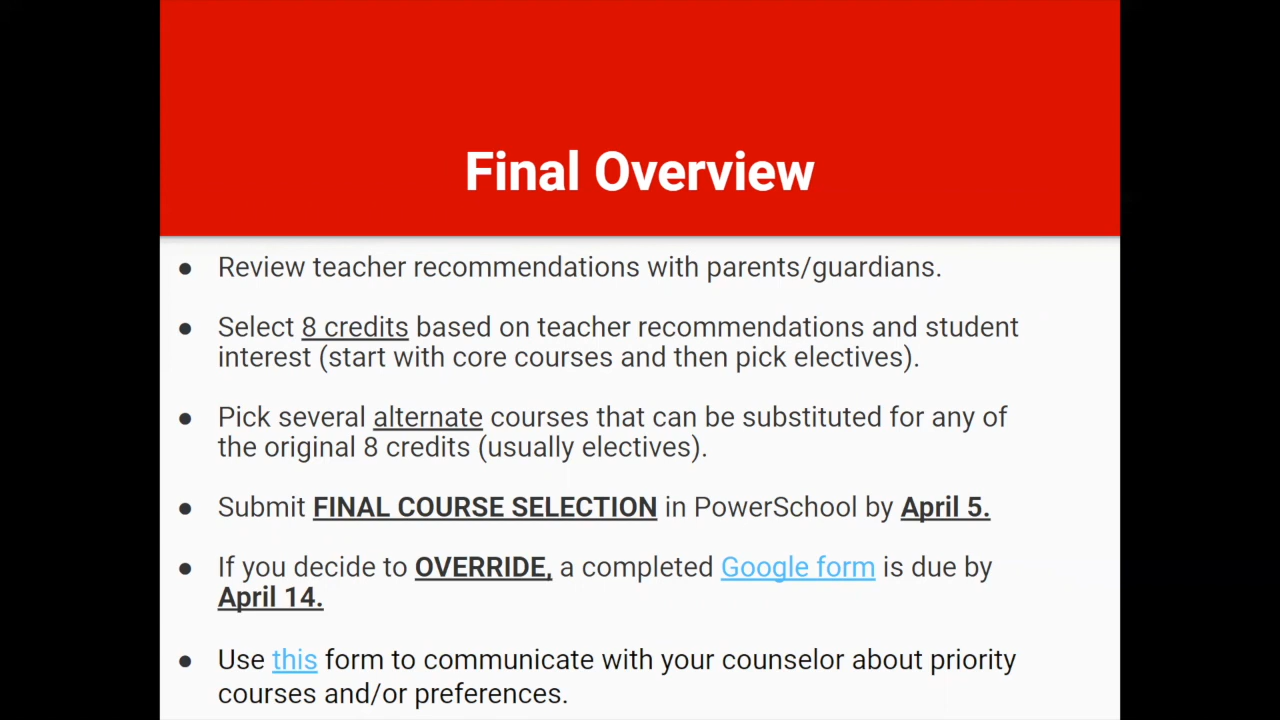 Final Overview
● Review teacher recommendations with parents/guardians.
● Select 8 credits based on teacher recommendations and student
interest (start with core courses and then pick electives).
● Pick several alternate courses that can be substituted for any of
the original 8 credits (usually electives).
● Submit FINAL COURSE SELECTION in PowerSchool by April 5.
● If you decide to OVERRIDE, a completed Google form is due by
April 14.
● Use this form to communicate with your counselor about priority
courses and/or preferences.